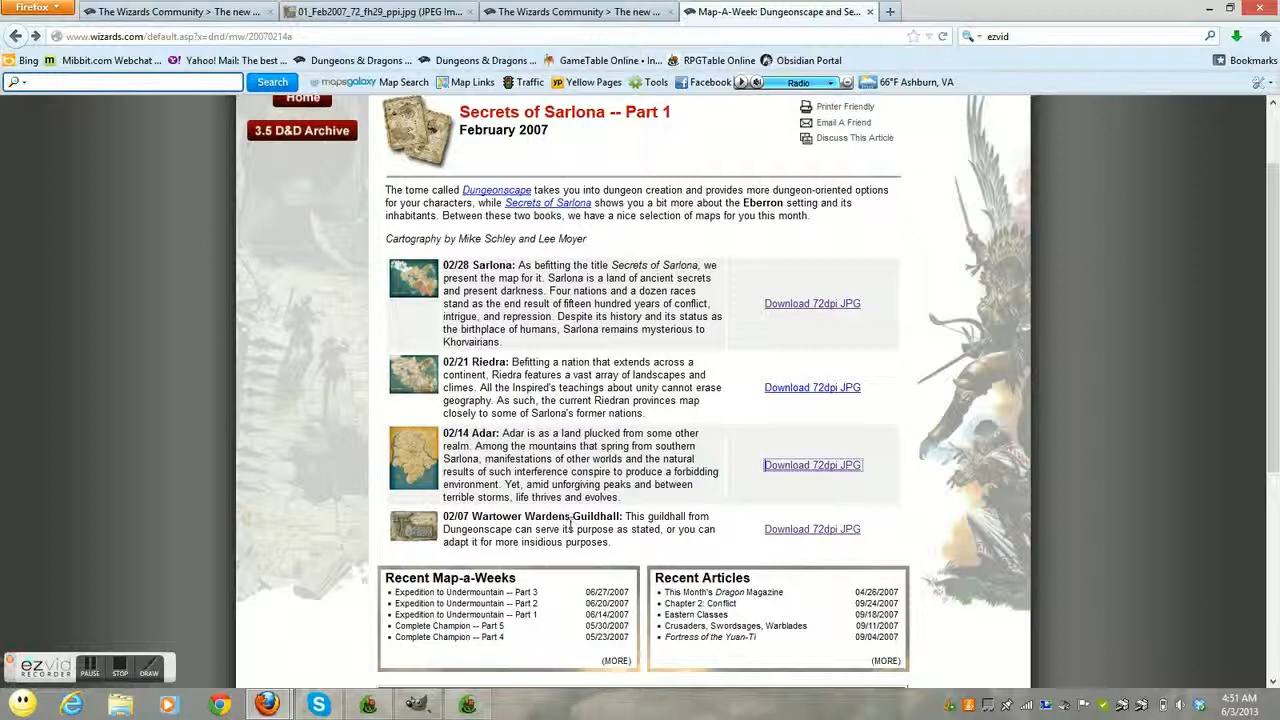 Firefox
The Wizards Community > The new ...
01_Feb2007_72_fh29_ppi.jpg (JPEG Im...
The Wizards Community > The new ...
Map-A-Week: Dungeonscape and Se...
www.wizards.com/default.asp?x=dnd/mw/20070214a
ezvid
Bing
Mibbit.com Webchat ...
Yahoo! Mail: The best ...
Dungeons & Dragons ...
Dungeons & Dragons ...
GameTable Online • In...
RPGTable Online
Obsidian Portal
Bookmarks
Search
mapsgalaxy
Map Search
Map Links
Traffic
Yellow Pages
Tools
Facebook
Radio
66°F Ashburn, VA
Home
3.5 D&D Archive
Secrets of Sarlona -- Part 1
February 2007
Printer Friendly
Email A Friend
Discuss This Article
The tome called Dungeonscape takes you into dungeon creation and provides more dungeon-oriented options
for your characters, while Secrets of Sarlona shows you a bit more about the Eberron setting and its
inhabitants. Between these two books, we have a nice selection of maps for you this month.
Cartography by Mike Schley and Lee Moyer
02/28 Sarlona: As befitting the title Secrets of Sarlona, we
present the map for it. Sarlona is a land of ancient secrets
and present darkness. Four nations and a dozen races
stand as the end result of fifteen hundred years of conflict,
intrigue, and repression. Despite its history and its status as
the birthplace of humans, Sarlona remains mysterious to
Khorvairians.
Download 72dpi JPG
02/21 Riedra: Befitting a nation that extends across a
continent, Riedra features a vast array of landscapes and
climes. All the Inspired's teachings about unity cannot erase
geography. As such, the current Riedran provinces map
closely to some of Sarlona's former nations.
Download 72dpi JPG
02/14 Adar: Adar is as a land plucked from some other
realm. Among the mountains that spring from southern
Sarlona, manifestations of other worlds and the natural
results of such interference conspire to produce a forbidding
environment. Yet, amid unforgiving peaks and between
terrible storms, life thrives and evolves.
Download 72dpi JPG
02/07 Wartower Wardens Guildhall: This guildhall from
Dungeonscape can serve its purpose as stated, or you can
adapt it for more insidious purposes.
Download 72dpi JPG
Recent Map-a-Weeks
Expedition to Undermountain -- Part 3 06/27/2007
Expedition to Undermountain -- Part 2 06/20/2007
Expedition to Undermountain -- Part 1 06/14/2007
Complete Champion -- Part 5 05/30/2007
Complete Champion -- Part 4 05/23/2007
(MORE)
Recent Articles
This Month's Dragon Magazine 04/26/2007
Chapter 2: Conflict 09/24/2007
Eastern Classes 09/18/2007
Crusaders, Swordsages, Warblades 09/11/2007
Fortress of the Yuan-Ti 09/04/2007
(MORE)
ezvid
RECORDER
PAUSE
STOP
DRAW
4:51 AM
6/3/2013